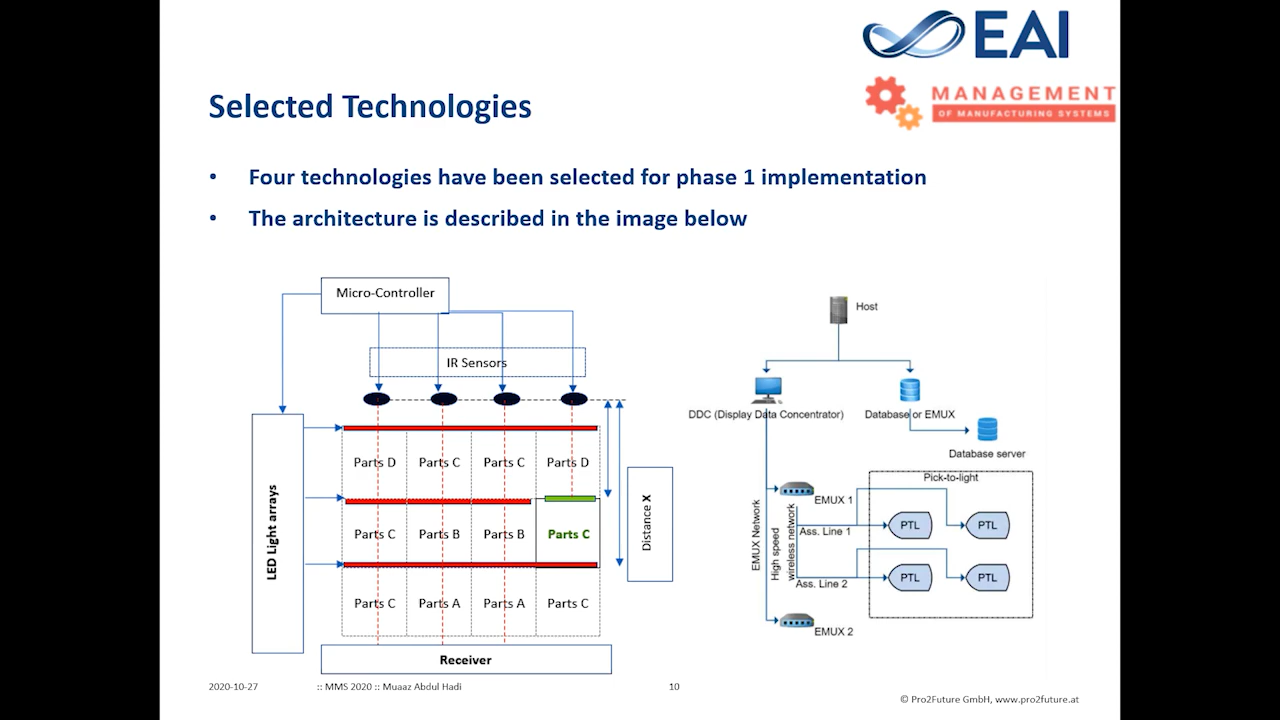 EAI
MANAGEMENT
OF MANUFACTURING SYSTEMS
Selected Technologies
• Four technologies have been selected for phase 1 implementation
• The architecture is described in the image below
Micro-Controller
IR Sensors
LED Light arrays
Parts D Parts C Parts C Parts D
Parts C Parts B Parts B Parts C
Parts C Parts A Parts A Parts C
Distance X
Receiver
Host
DDC (Display Data Concentrator)
Database or EMUX
Database server
Pick-to-light
EMUX 1
EMUX Network
High speed
wireless network
Ass. Line 1
PTL PTL
Ass. Line 2
PTL PTL
EMUX 2
2020-10-27 :: MMS 2020 :: Muaaz Abdul Hadi 10
© Pro2Future GmbH, www.pro2future.at